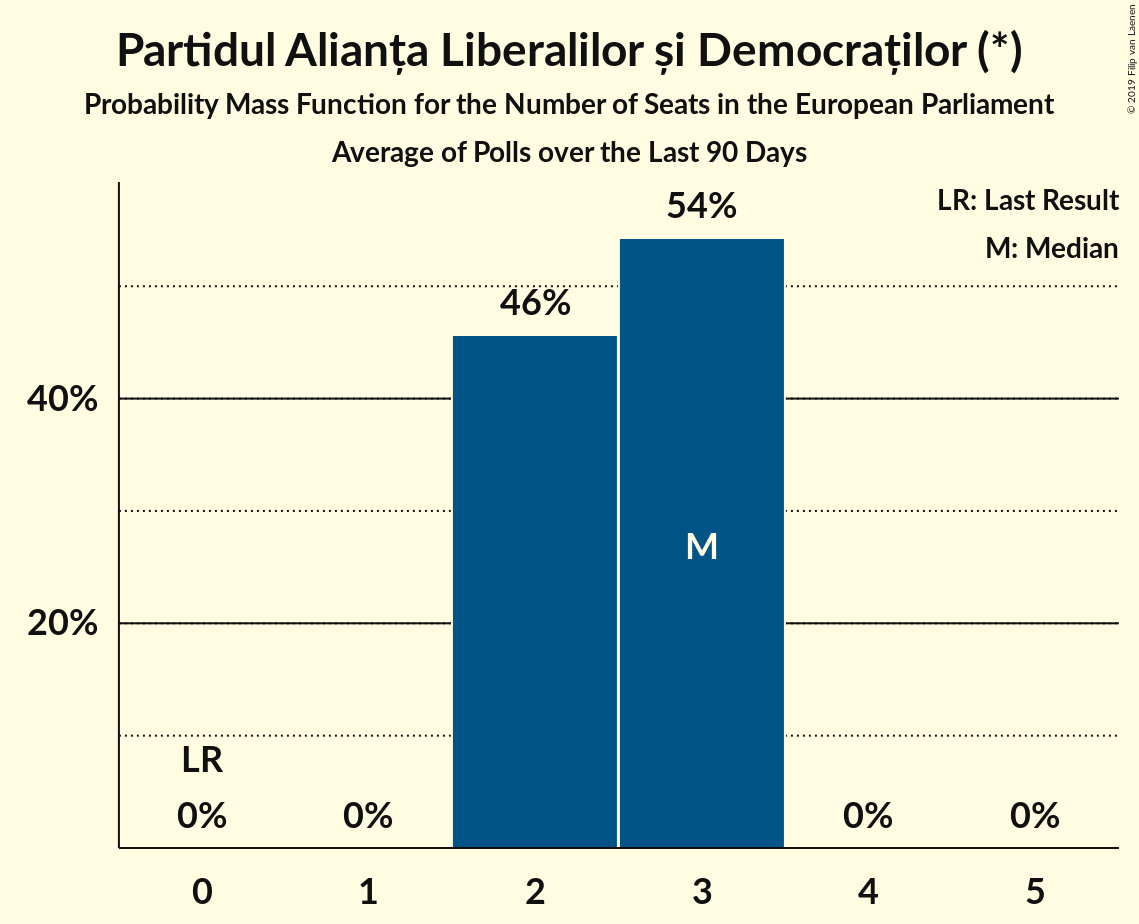 Partidul Alianța Liberalilor și Democraților (*)
Probability Mass Function for the Number of Seats in the European Parliament
Average of Polls over the Last 90 Days
© 2019 Filip van Laenen
LR: Last Result
M: Median
54%
46%
40%
M
20%
LR
0% 0% 0% 0%
0 1 2 3 4 5